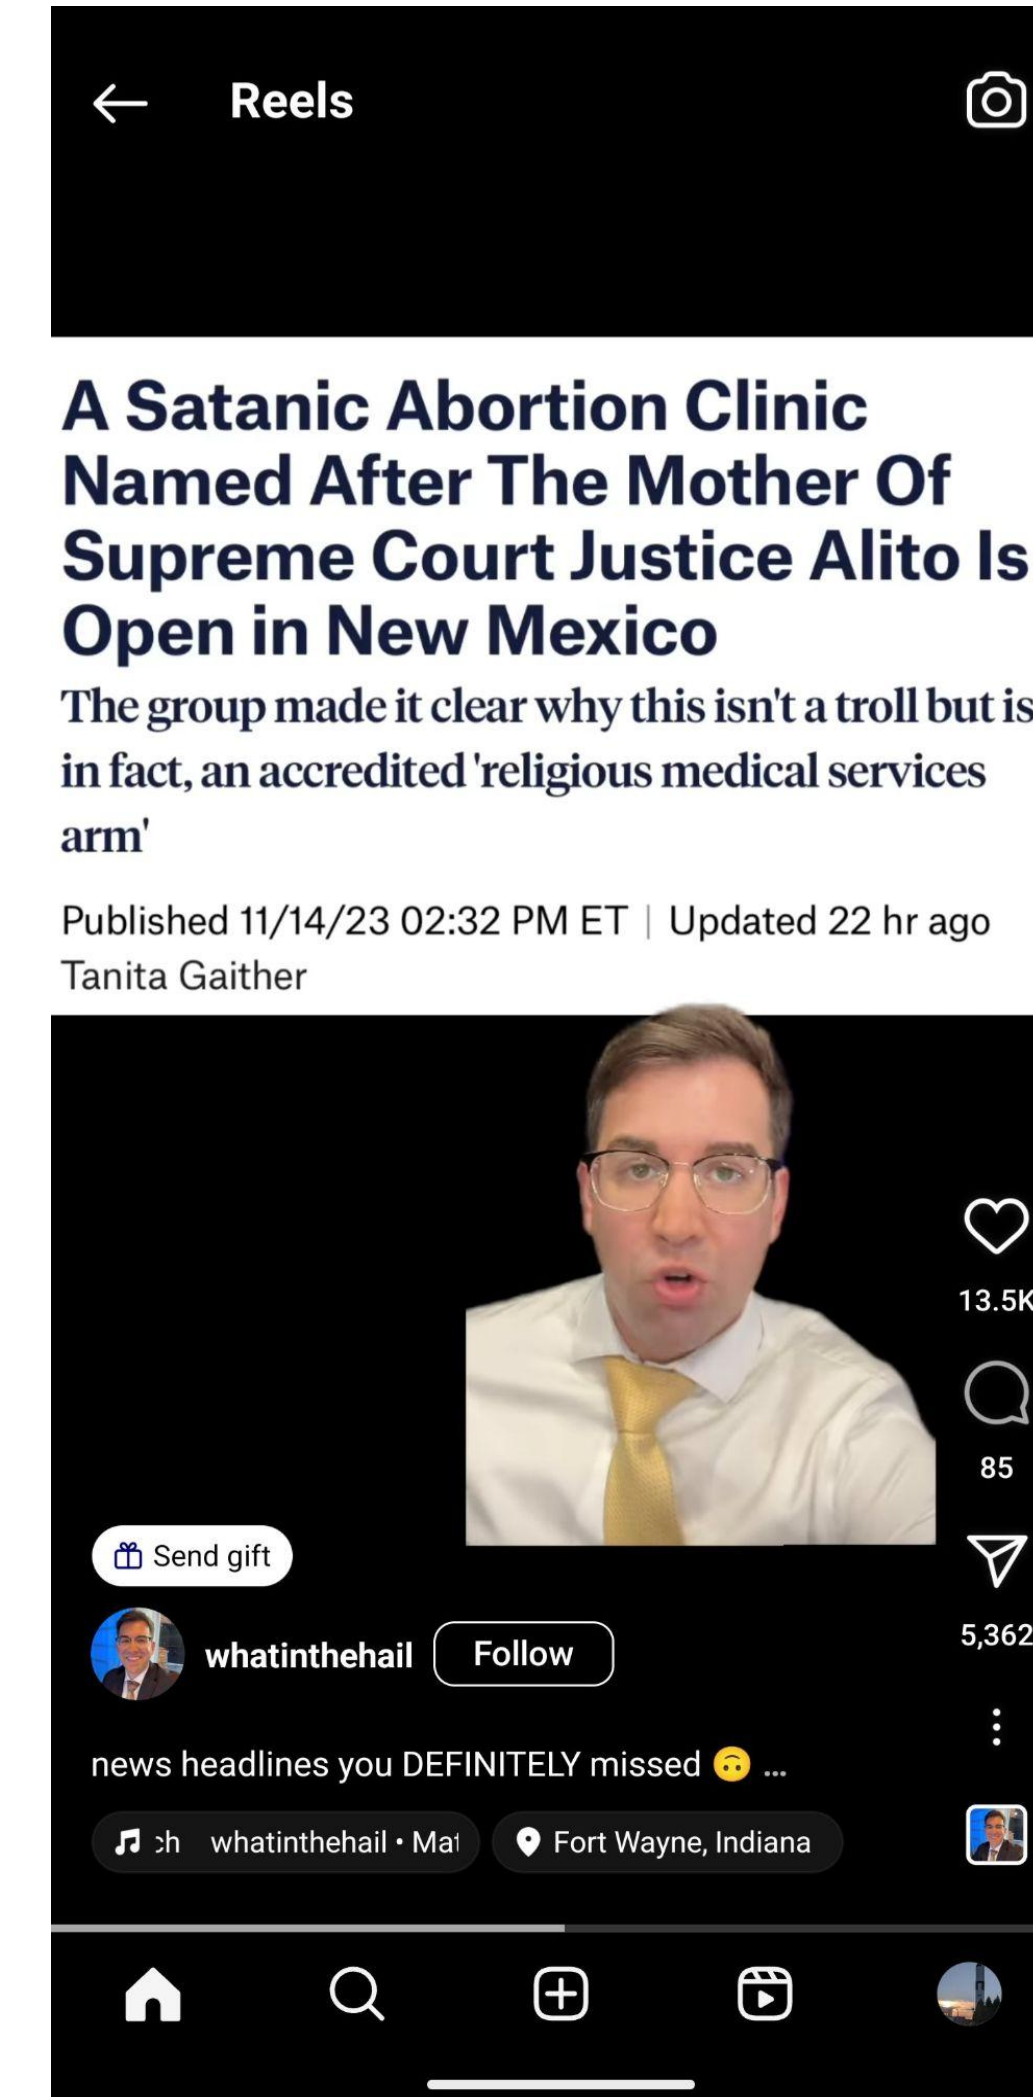 Reels
A Satanic Abortion Clinic
Named After The Mother Of
Supreme Court Justice Alito Is
Open in New Mexico
The group made it clear why this isn't a troll but is
in fact, an accredited 'religious medical services
arm'
Published 11/14/23 02:32 PM ET | Updated 22 hr ago
Tanita Gaither
13.5K
85
Send gift
5,362
whatinthehail Follow
news headlines you DEFINITELY missed 🙃 ...
ch whatinthehail • Mat
Fort Wayne, Indiana